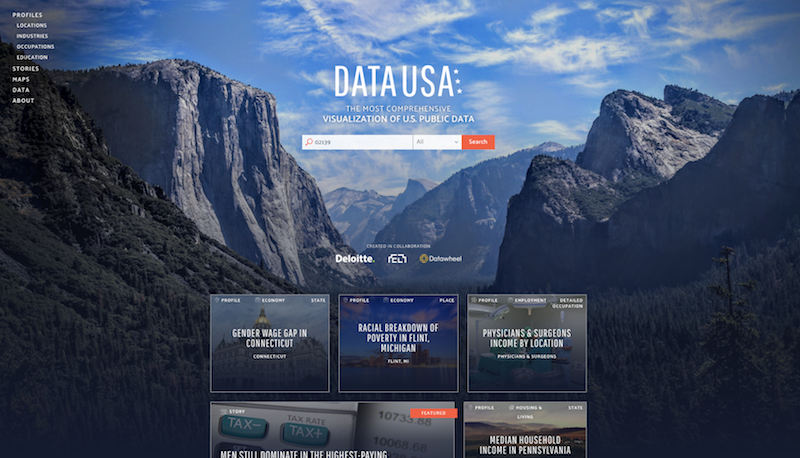 PROFILES
LOCATIONS
INDUSTRIES
OCCUPATIONS
EDUCATION
STORIES
MAPS
DATA
ABOUT
DATA USA:
THE MOST COMPREHENSIVE
VISUALIZATION OF U.S. PUBLIC DATA
02139 All Search
CREATED IN COLLABORATION
Deloitte. Datawheel
PROFILE ECONOMY STATE
GENDER WAGE GAP IN
CONNECTICUT
CONNECTICUT
PROFILE ECONOMY PLACE
RACIAL BREAKDOWN OF
POVERTY IN FLINT,
MICHIGAN
FLINT, MI
PROFILE EMPLOYMENT DETAILED
OCCUPATION
PHYSICIANS & SURGEONS
INCOME BY LOCATION
PHYSICIANS & SURGEONS
STORY FEATURED
TAX− TAX RATE
TAX+
10733.68
10068.68
MEN STILL DOMINATE IN THE HIGHEST-PAYING
PROFILE HOUSING & STATE
LIVING
MEDIAN HOUSEHOLD
INCOME IN PENNSYLVANIA